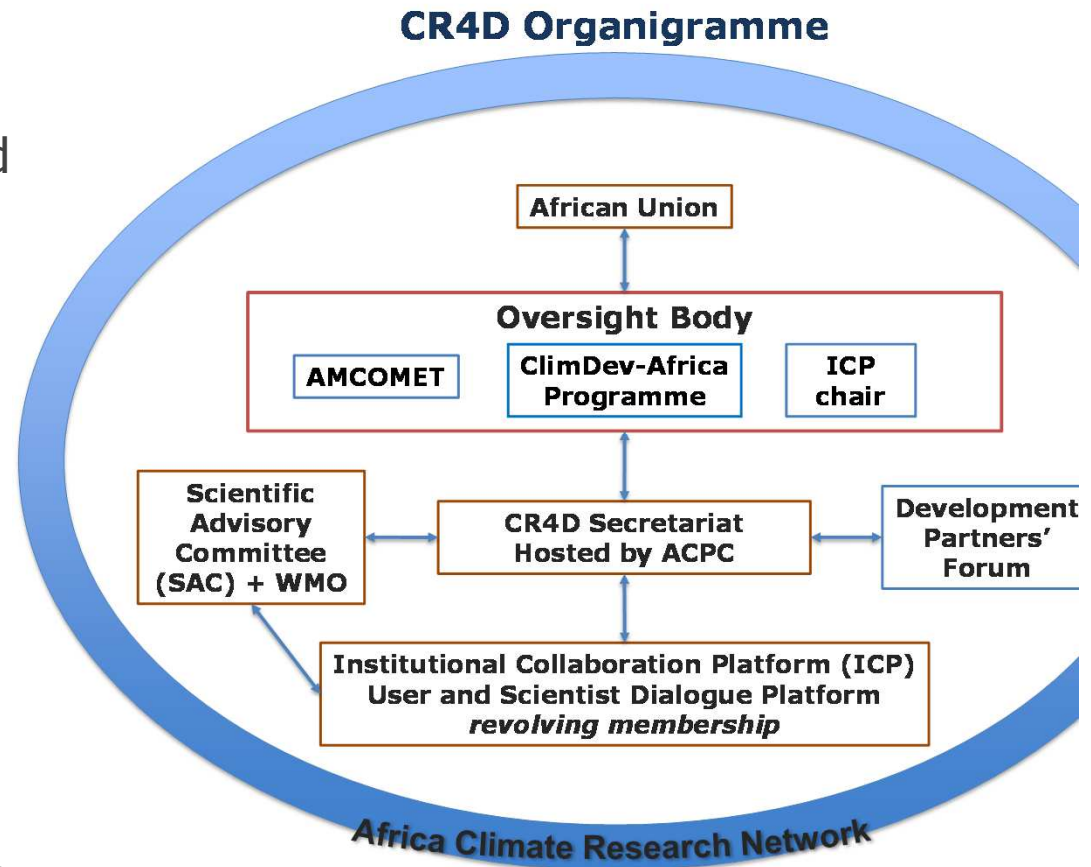 CR4D Organigramme
d
African Union
Oversight Body
AMCOMET
ClimDev-Africa
Programme
ICP
chair
Scientific
Advisory
Committee
(SAC) + WMO
CR4D Secretariat
Hosted by ACPC
Development
Partners’
Forum
Institutional Collaboration Platform (ICP)
User and Scientist Dialogue Platform
revolving membership
Africa Climate Research Network